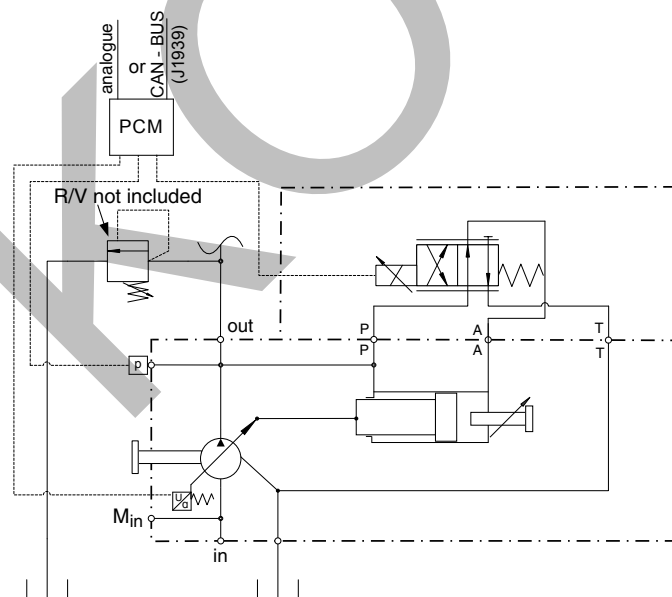 analogue
or
CAN - BUS
(J1939)
PCM
R/V not included
out
P
A
T
P
A
T
p
U
a
Min
in